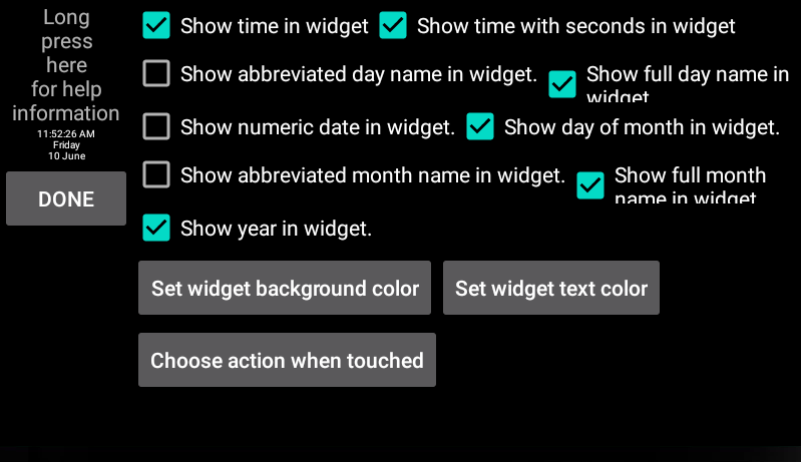 Long
press
here
for help
information
11:52:26 AM
Friday
10 June
DONE
Show time in widget
Show time with seconds in widget
Show abbreviated day name in widget.
Show full day name in
widget
Show numeric date in widget.
Show day of month in widget.
Show abbreviated month name in widget.
Show full month
name in widget
Show year in widget.
Set widget background color
Set widget text color
Choose action when touched